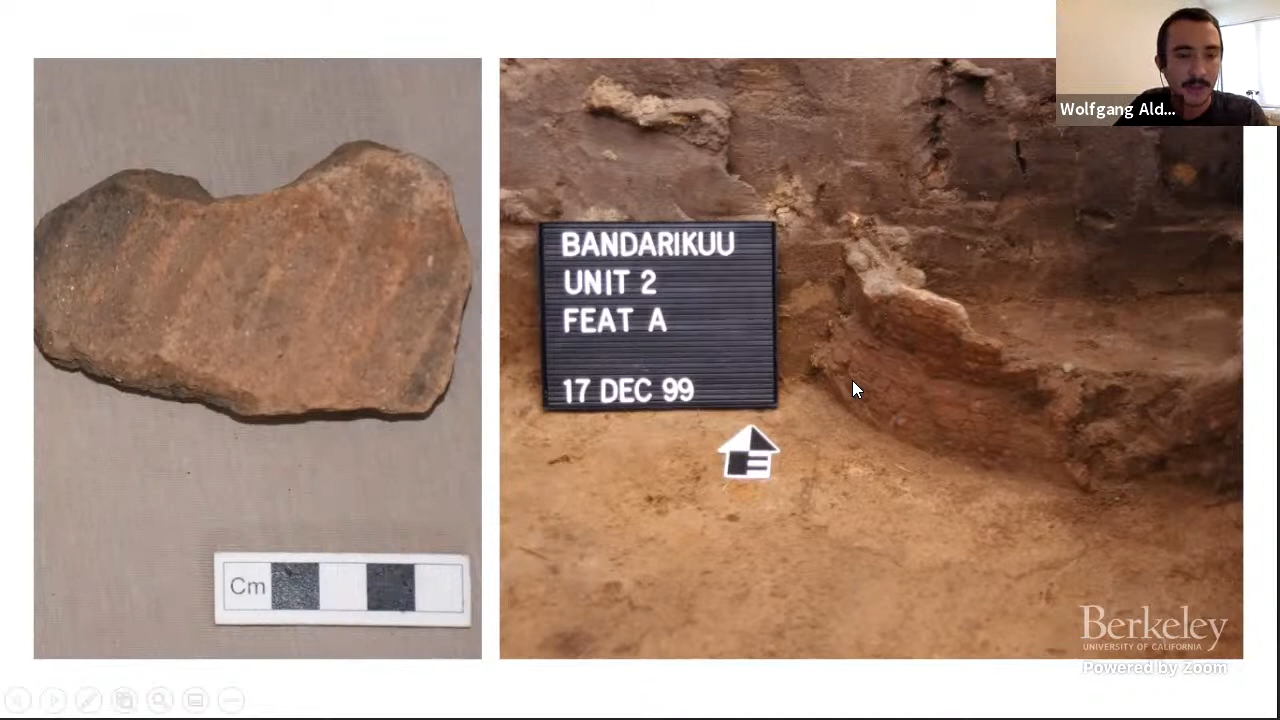 Wolfgang Ald...
BANDARIKUU
UNIT 2
FEAT A
17 DEC 99
Cm
Berkeley
UNIVERSITY OF CALIFORNIA
Powered by Zoom